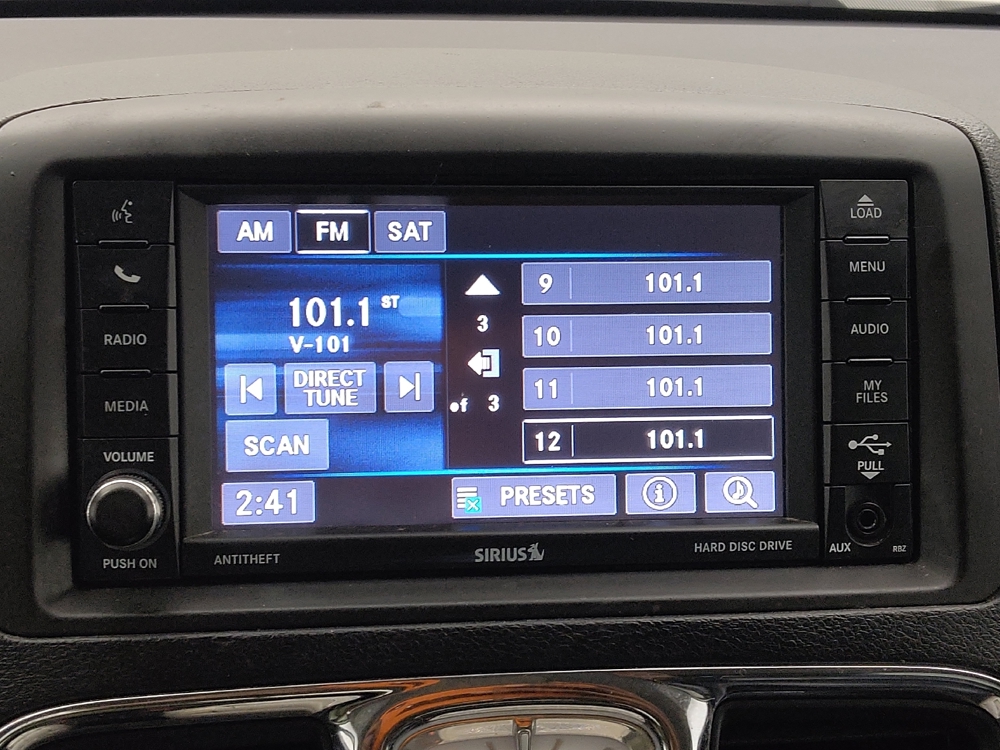 AM FM SAT
101.1 ST
V-101
DIRECT
TUNE
SCAN
2:41
3
of 3
9 101.1
10 101.1
11 101.1
12 101.1
PRESETS
i
RADIO
MEDIA
VOLUME
PUSH ON
LOAD
MENU
AUDIO
MY
FILES
PULL
AUX RBZ
ANTITHEFT
SIRIUS
HARD DISC DRIVE